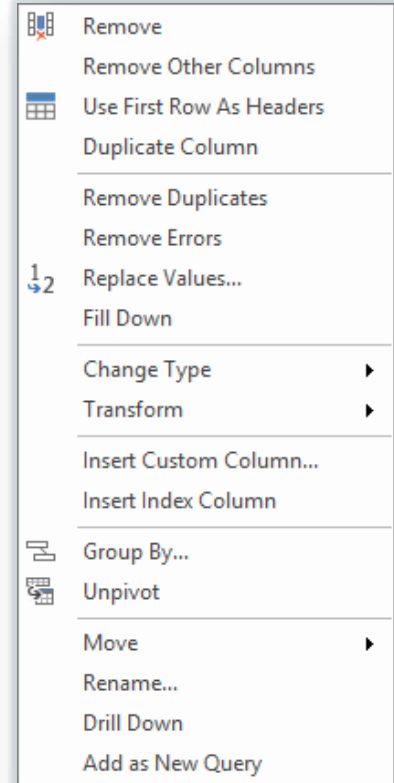 Remove
Remove Other Columns
Use First Row As Headers
Duplicate Column
Remove Duplicates
Remove Errors
1
2
Replace Values...
Fill Down
Change Type
Transform
Insert Custom Column...
Insert Index Column
Group By...
Unpivot
Move
Rename...
Drill Down
Add as New Query